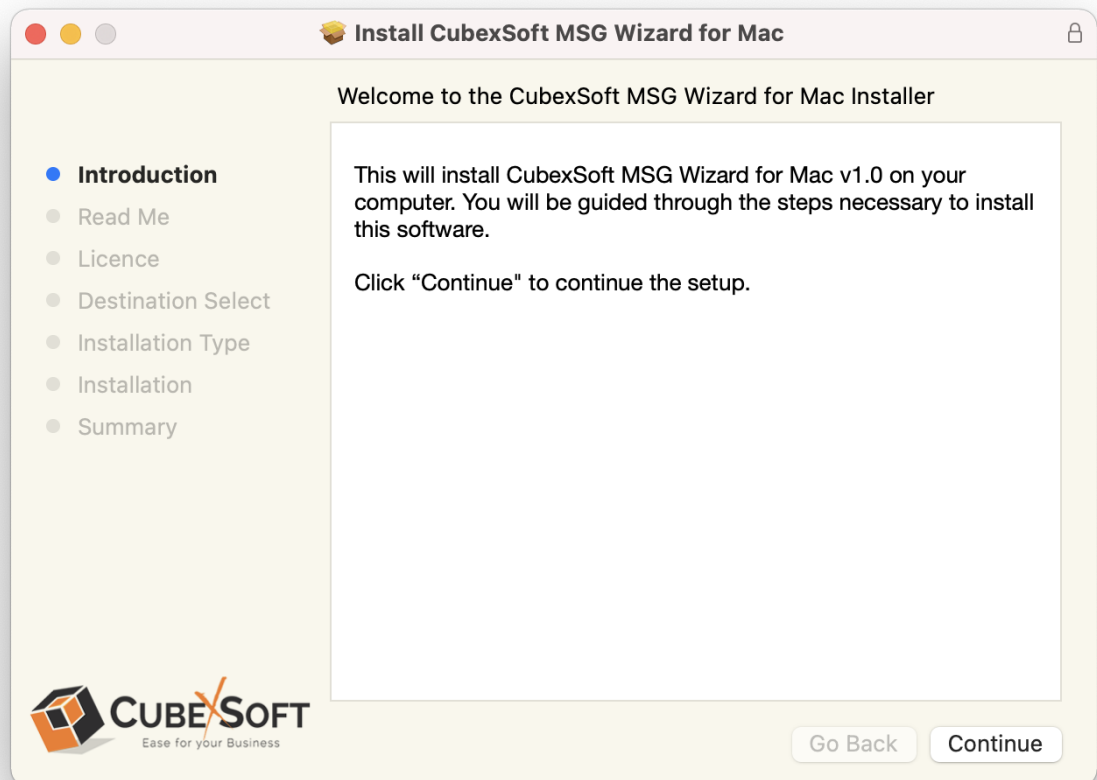 Install CubexSoft MSG Wizard for Mac
Welcome to the CubexSoft MSG Wizard for Mac Installer
Introduction
Read Me
Licence
Destination Select
Installation Type
Installation
Summary
This will install CubexSoft MSG Wizard for Mac v1.0 on your
computer. You will be guided through the steps necessary to install
this software.
Click “Continue" to continue the setup.
CUBEXSOFT
Ease for your Business
Go Back
Continue